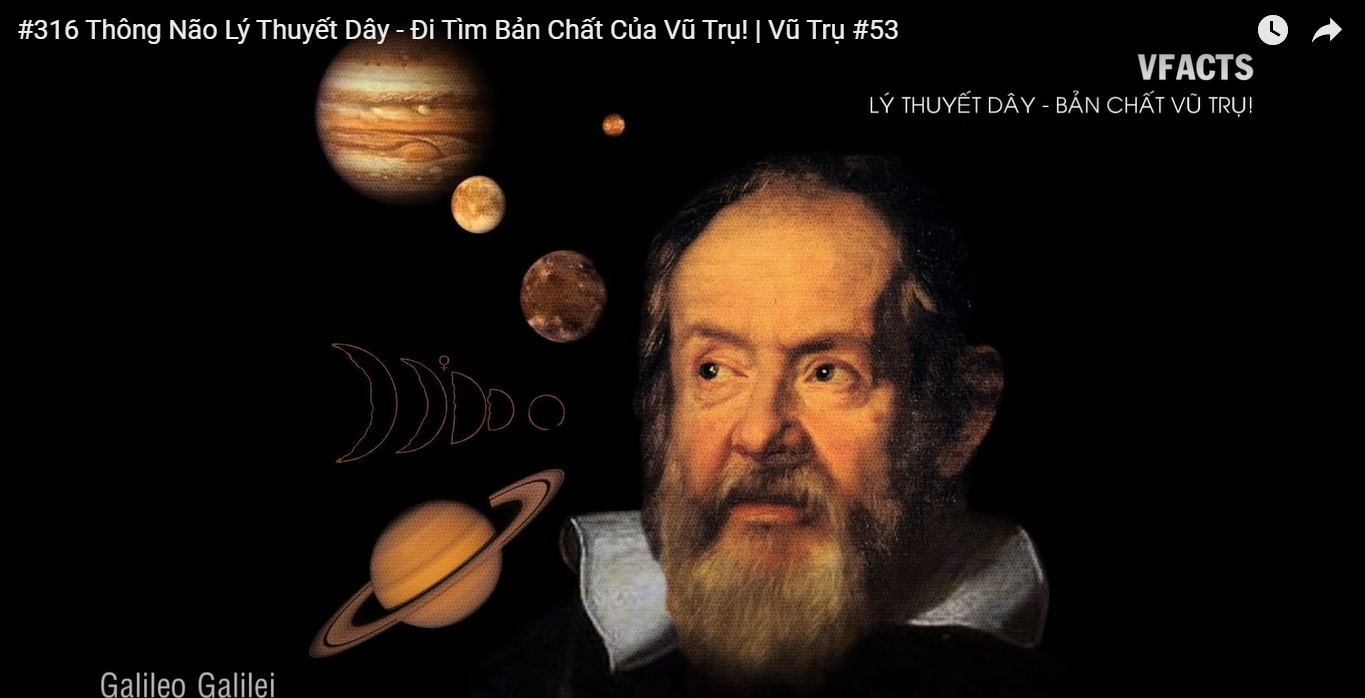 #316 Thông Não Lý Thuyết Dây - Đi Tìm Bản Chất Của Vũ Trụ! | Vũ Trụ #53
VFACTS
LÝ THUYẾT DÂY - BẢN CHẤT VŨ TRỤ!
♀
Galileo Galilei